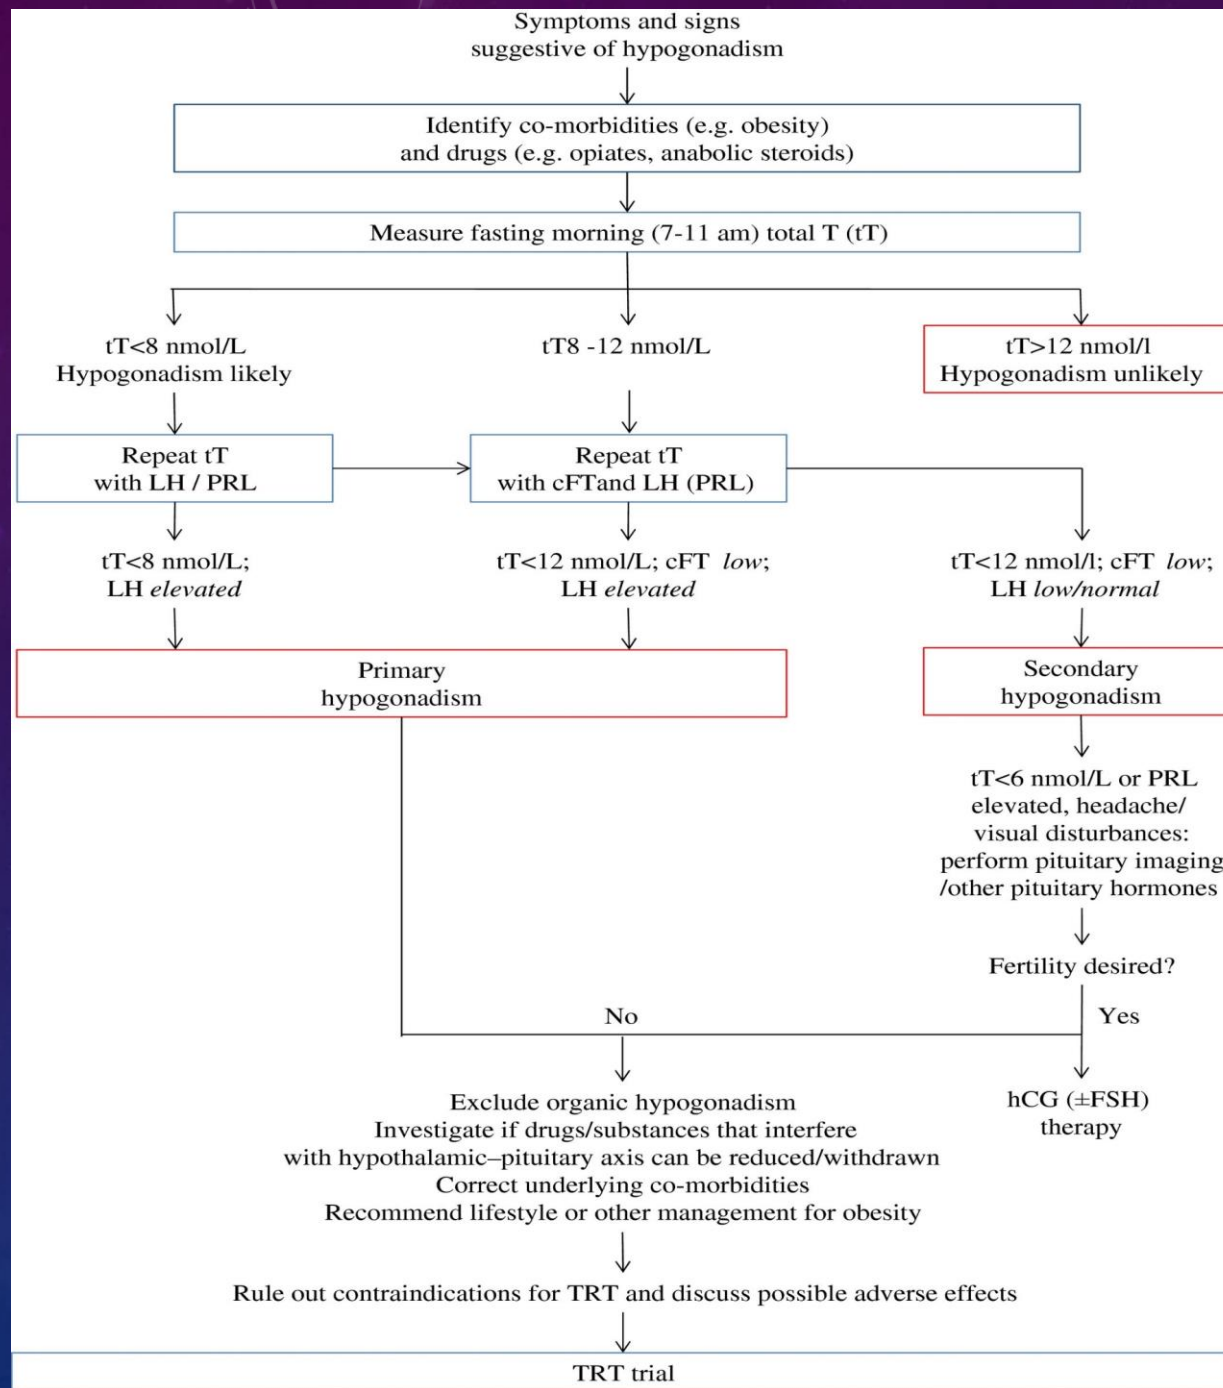 Symptoms and signs
suggestive of hypogonadism
Identify co-morbidities (e.g. obesity)
and drugs (e.g. opiates, anabolic steroids)
Measure fasting morning (7-11 am) total T (tT)
tT<8 nmol/L
Hypogonadism likely
tT8 -12 nmol/L
tT>12 nmol/l
Hypogonadism unlikely
Repeat tT
with LH / PRL
Repeat tT
with cFTand LH (PRL)
tT<8 nmol/L;
LH elevated
tT<12 nmol/L; cFT low;
LH elevated
tT<12 nmol/l; cFT low;
LH low/normal
Primary
hypogonadism
Secondary
hypogonadism
tT<6 nmol/L or PRL
elevated, headache/
visual disturbances:
perform pituitary imaging
/other pituitary hormones
Fertility desired?
No
Yes
Exclude organic hypogonadism
Investigate if drugs/substances that interfere
with hypothalamic–pituitary axis can be reduced/withdrawn
Correct underlying co-morbidities
Recommend lifestyle or other management for obesity
hCG (±FSH)
therapy
Rule out contraindications for TRT and discuss possible adverse effects
TRT trial